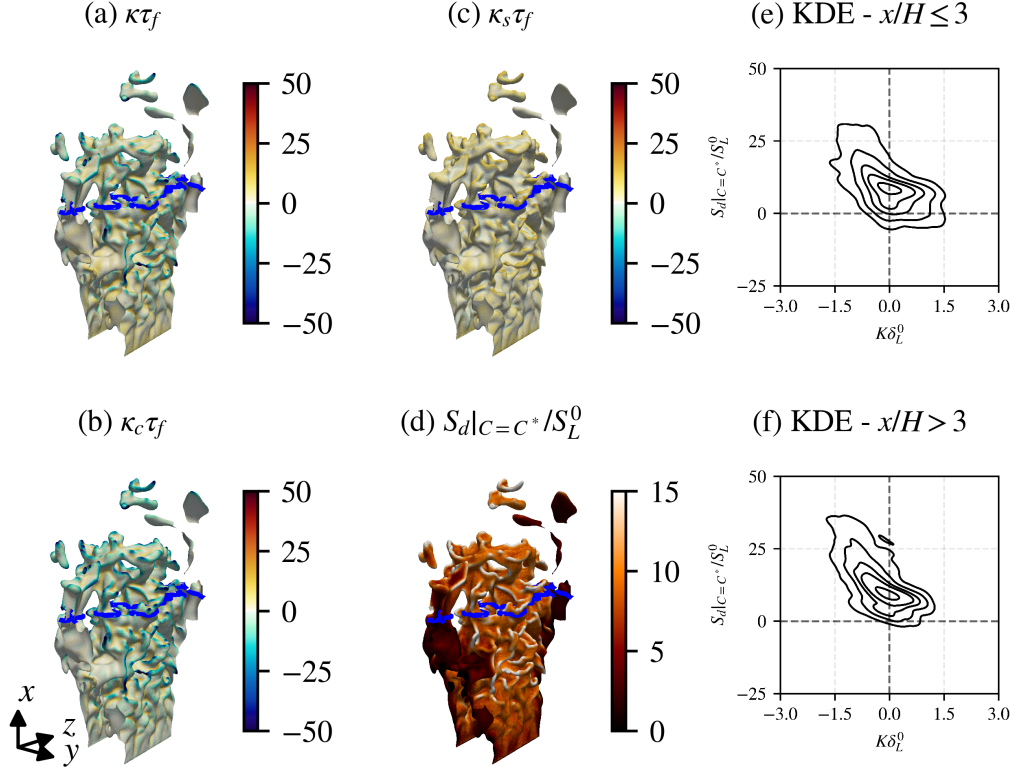 (a) κτ_f
50
25
0
−25
−50
(c) κ_sτ_f
50
25
0
−25
−50
(e) KDE - x/H ≤ 3
50
25
0
−25
−3.0 −1.5 0.0 1.5 3.0
S_d|_{C=C*}/S_L^0
Kδ_L^0
(b) κ_cτ_f
50
25
0
−25
−50
x
z
y
(d) S_d|_{C=C*}/S_L^0
15
10
5
0
(f) KDE - x/H > 3
50
25
0
−25
−3.0 −1.5 0.0 1.5 3.0
S_d|_{C=C*}/S_L^0
Kδ_L^0